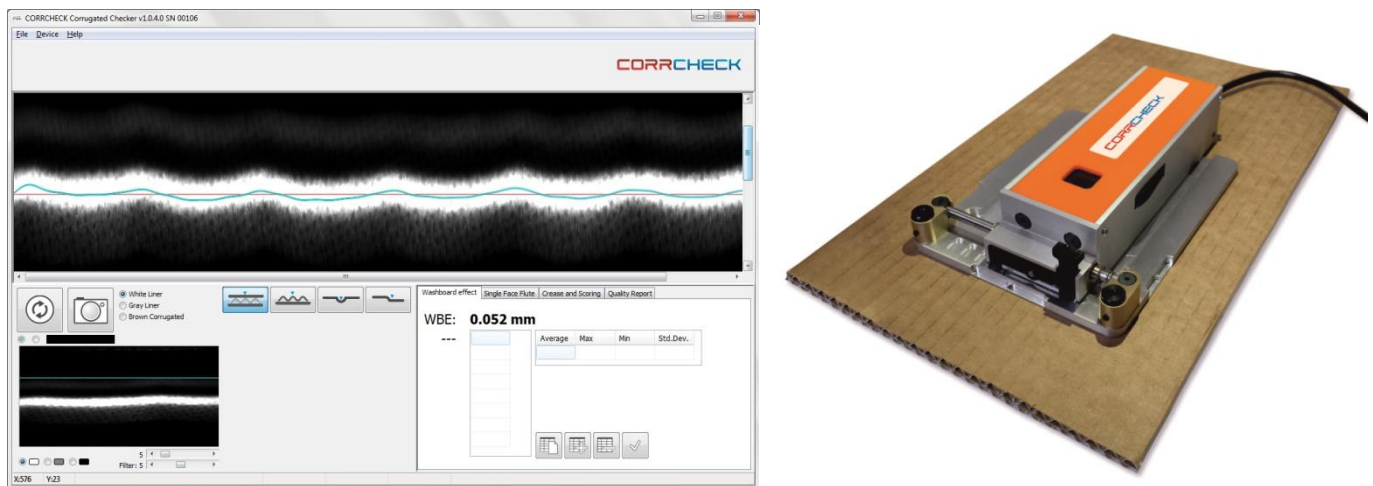 CORRCHECK Corrugated Checker v1.0.4.0 SN 00106
File Device Help
CORRCHECK
White Liner
Gray Liner
Brown Corrugated
Washboard effect Single Face Flute Crease and Scoring Quality Report
WBE: 0.052 mm
---
Average Max Min Std.Dev.
5
Filter: 5
X:576 Y:23
CORRCHECK